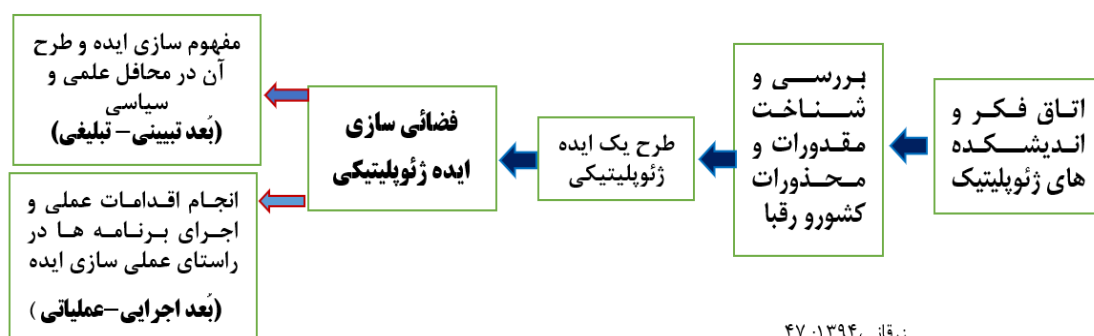 اتاق فکر و
اندیشکده
های ژئوپلیتیک
بررسی و
شناخت
مقدورات و
محذورات
کشورو رقبا
طرح یک ایده
ژئوپلیتیکی
فضائی سازی
ایده ژئوپلیتیکی
مفهوم سازی ایده و طرح
آن در محافل علمی و
سیاسی
(بُعد تبیینی- تبلیغی)
انجام اقدامات عملی و
اجرای برنامه ها در
راستای عملی سازی ایده
(بُعد اجرایی-عملیاتی )
۱۳۹۴: ۴۷